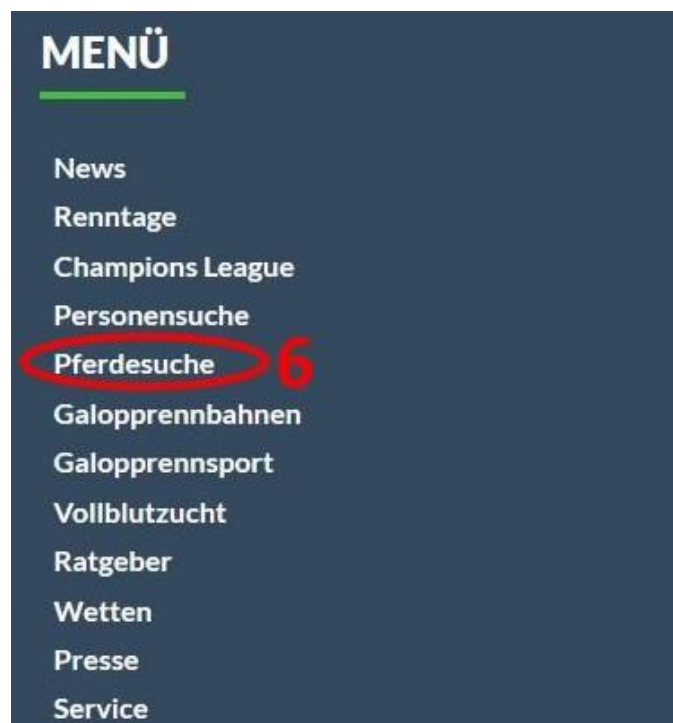 MENÜ
News
Renntage
Champions League
Personensuche
Pferdesuche 6
Galopprennbahnen
Galopprennsport
Vollblutzucht
Ratgeber
Wetten
Presse
Service